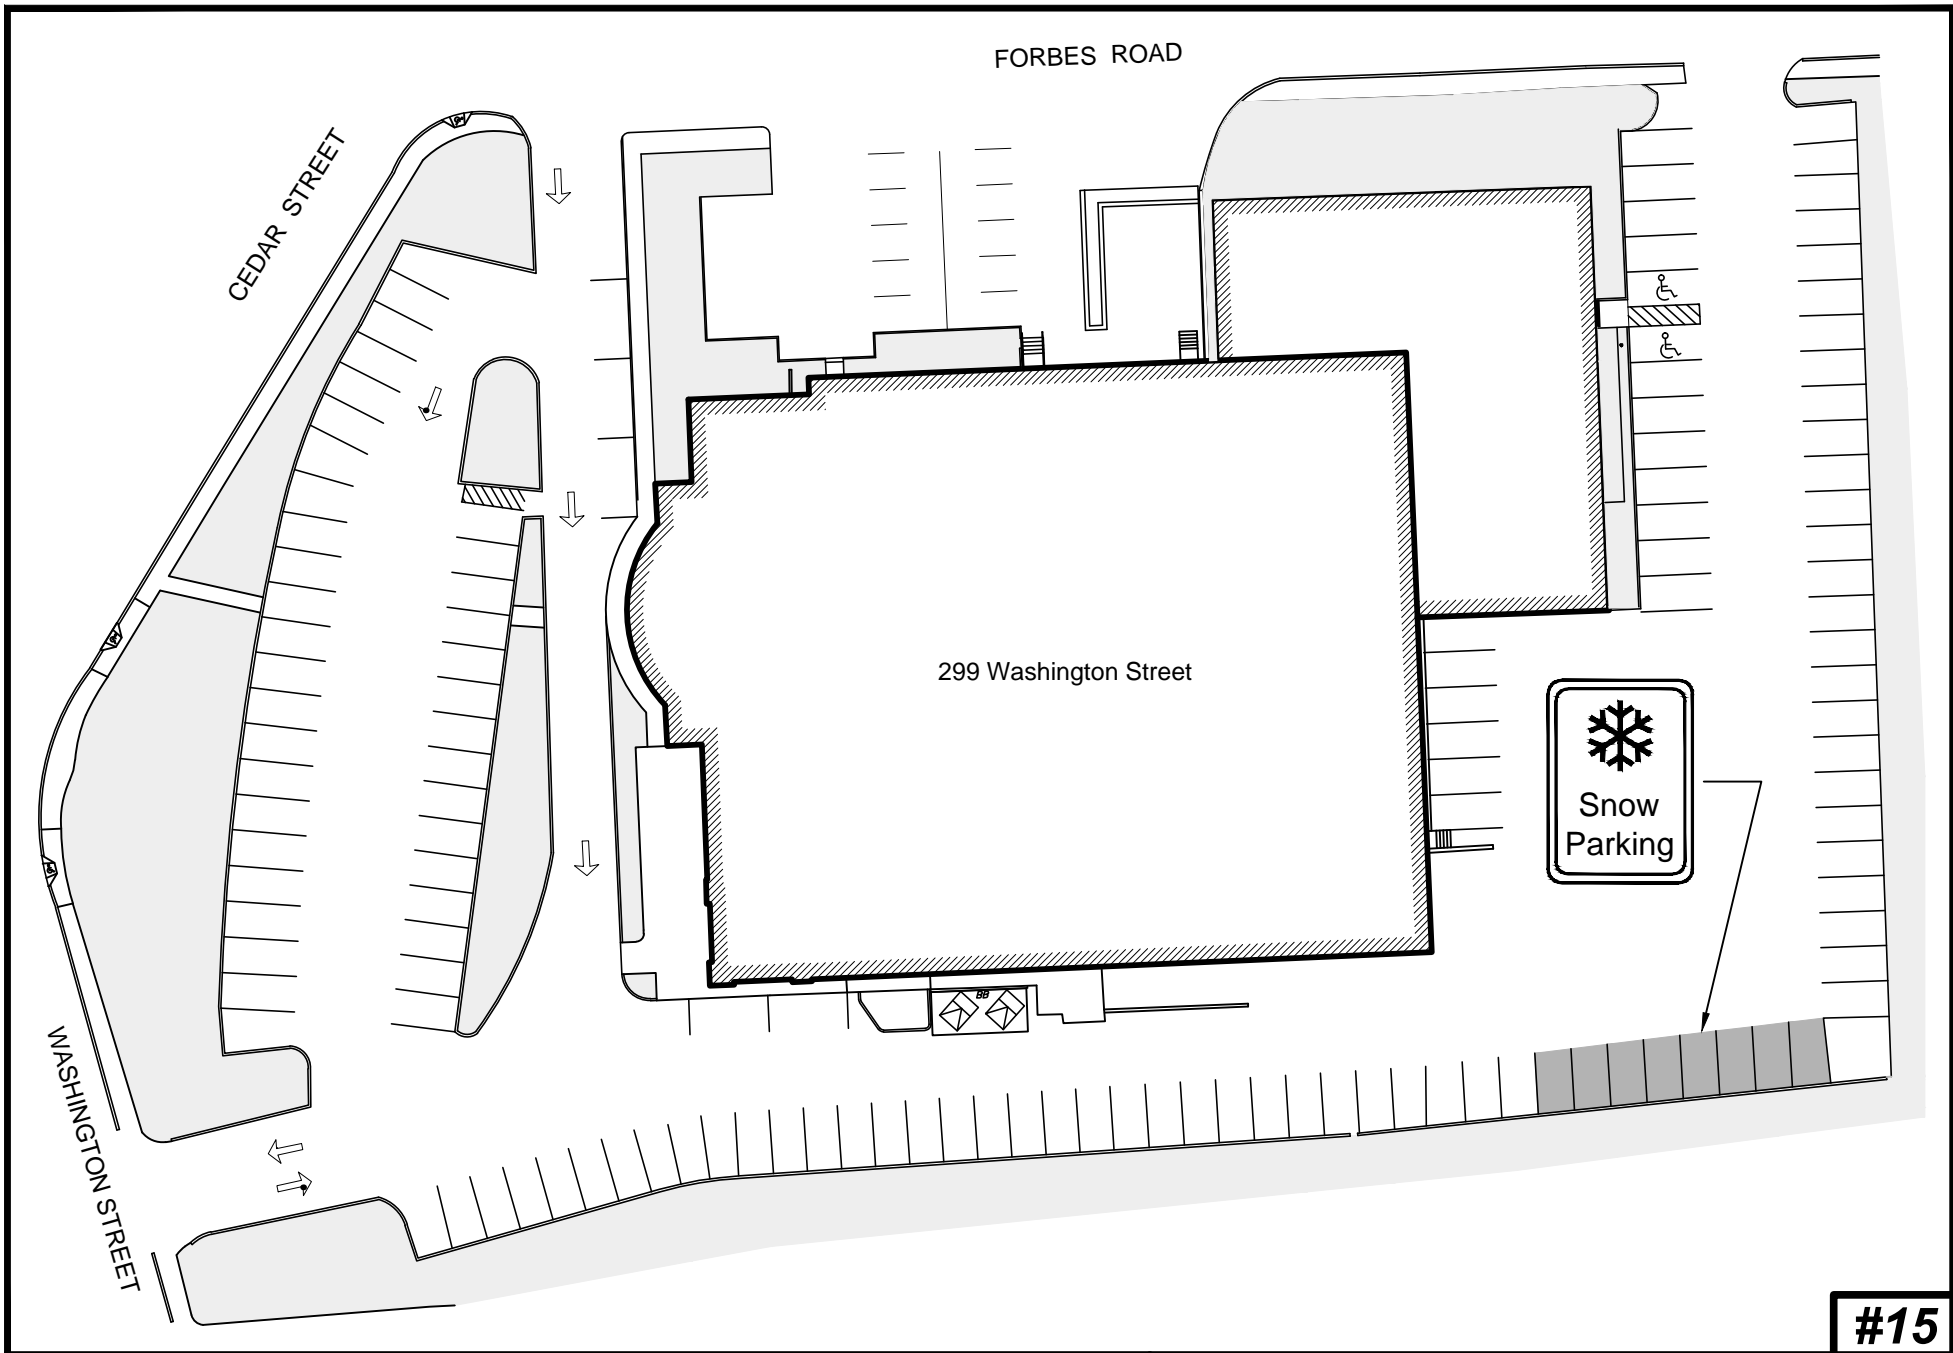 FORBES ROAD
CEDAR STREET
299 Washington Street
Snow
Parking
BB
WASHINGTON STREET
#15